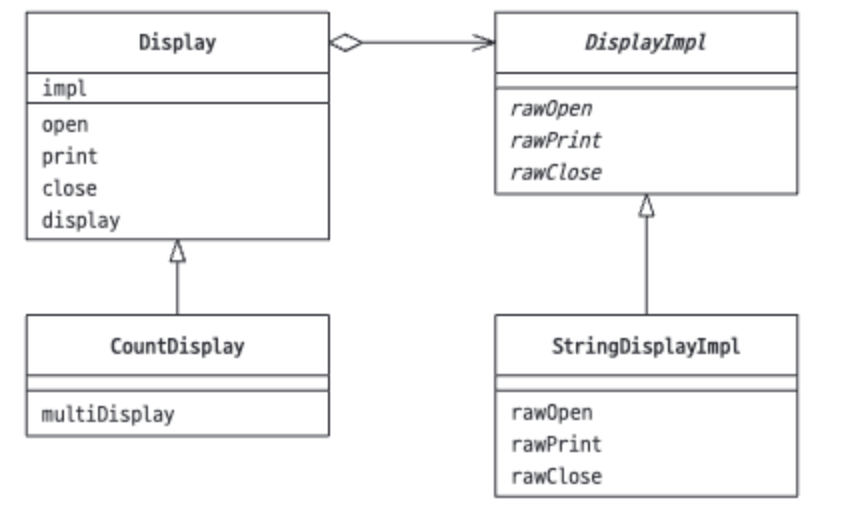 Display
impl
open
print
close
display
DisplayImpl
rawOpen
rawPrint
rawClose
CountDisplay
multiDisplay
StringDisplayImpl
rawOpen
rawPrint
rawClose